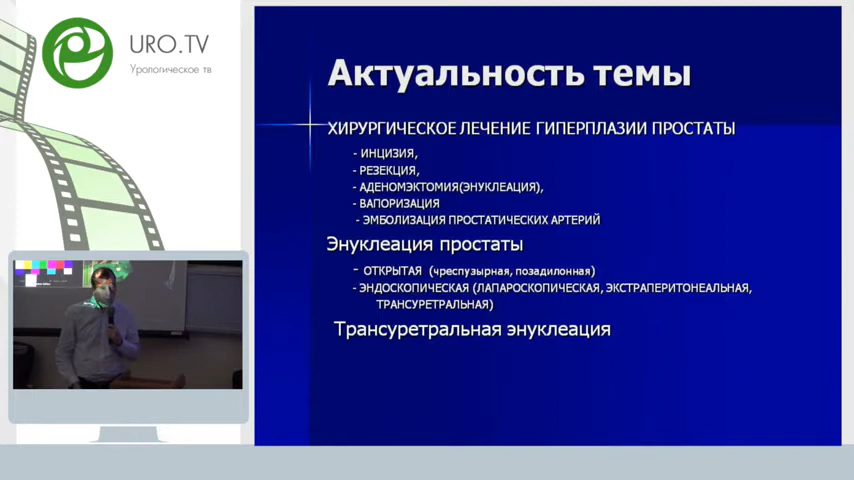 URO.TV
Урологическое тв
Актуальность темы
ХИРУРГИЧЕСКОЕ ЛЕЧЕНИЕ ГИПЕРПЛАЗИИ ПРОСТАТЫ
- ИНЦИЗИЯ,
- РЕЗЕКЦИЯ,
- АДЕНОМЭКТОМИЯ(ЭНУКЛЕАЦИЯ),
- ВАПОРИЗАЦИЯ
- ЭМБОЛИЗАЦИЯ ПРОСТАТИЧЕСКИХ АРТЕРИЙ
Энуклеация простаты
- ОТКРЫТАЯ (чреспузырная, позадилонная)
- ЭНДОСКОПИЧЕСКАЯ (ЛАПАРОСКОПИЧЕСКАЯ, ЭКСТРАПЕРИТОНЕАЛЬНАЯ,
ТРАНСУРЕТРАЛЬНАЯ)
Трансуретральная энуклеация